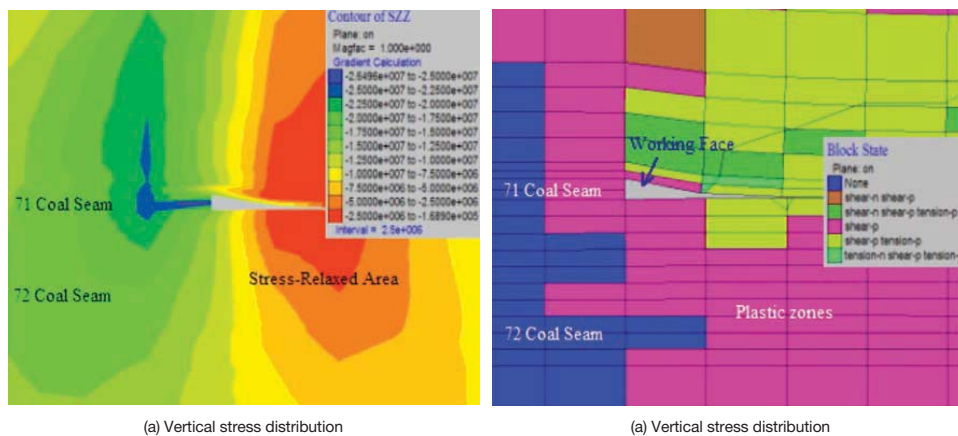 Contour of SZZ
Plane: on
Magfac = 1.000e+000
Gradient Calculation
-2.6496e+007 to -2.5000e+007
-2.5000e+007 to -2.2500e+007
-2.2500e+007 to -2.0000e+007
-2.0000e+007 to -1.7500e+007
-1.7500e+007 to -1.5000e+007
-1.5000e+007 to -1.2500e+007
-1.2500e+007 to -1.0000e+007
-1.0000e+007 to -7.5000e+006
-7.5000e+006 to -5.0000e+006
-5.0000e+006 to -2.5000e+006
-2.5000e+006 to -1.6890e+005
Interval = 2.5e+006
71 Coal Seam
Stress-Relaxed Area
72 Coal Seam
(a) Vertical stress distribution
Working Face
Block State
Plane: on
None
shear-n shear-p
shear-n shear-p tension-p
shear-p
shear-p tension-p
tension-n shear-p tension-
71 Coal Seam
Plastic zones
72 Coal Seam
(a) Vertical stress distribution